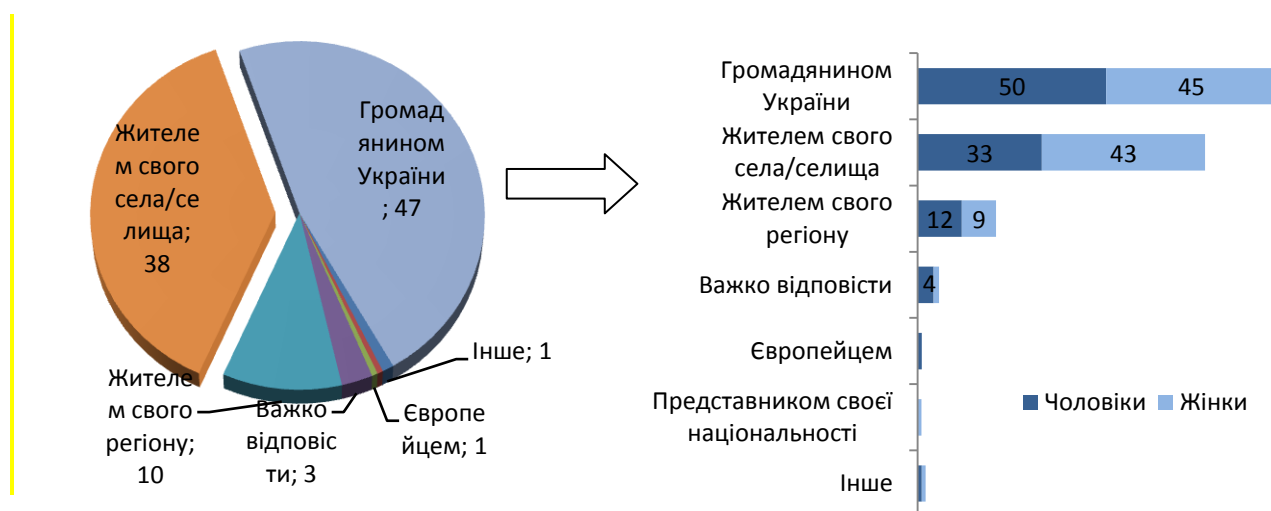 Громад
янином
України
; 47
Жителе
м свого
села/се
лища;
38
Інше; 1
Європе
йцем; 1
Важко
відповіс
ти; 3
Жителе
м свого
регіону;
10
Громадянином
України
50
45
Жителем свого
села/селища
33
43
Жителем свого
регіону
12
9
Важко відповісти
4
Європейцем
Представником своєї
національності
Інше
Чоловіки
Жінки